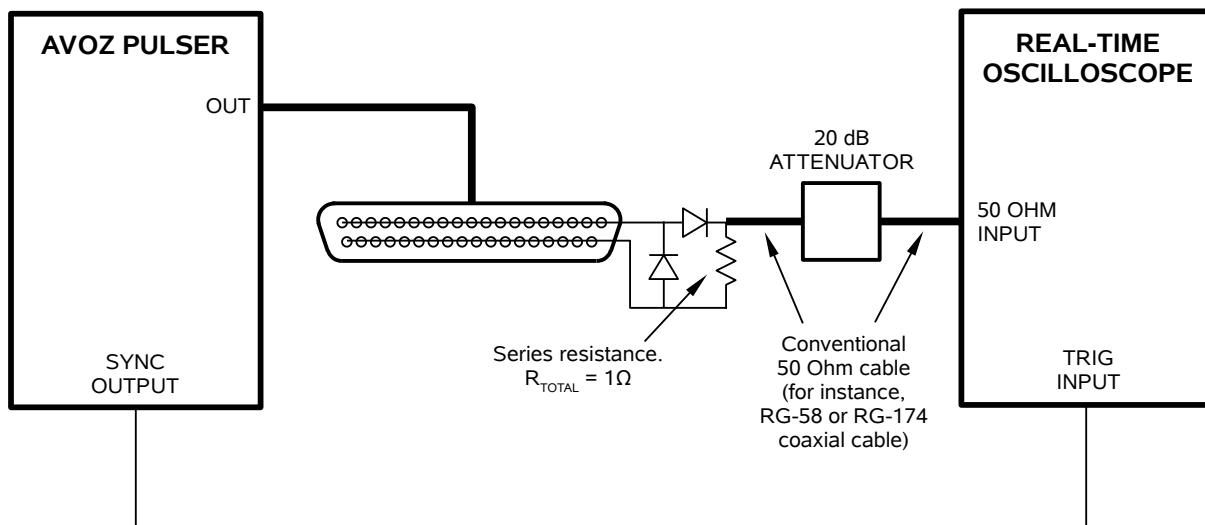 AVOZ PULSER
OUT
SYNC
OUTPUT
Series resistance.
R_TOTAL = 1Ω
20 dB
ATTENUATOR
Conventional
50 Ohm cable
(for instance,
RG-58 or RG-174
coaxial cable)
REAL-TIME
OSCILLOSCOPE
50 OHM
INPUT
TRIG
INPUT